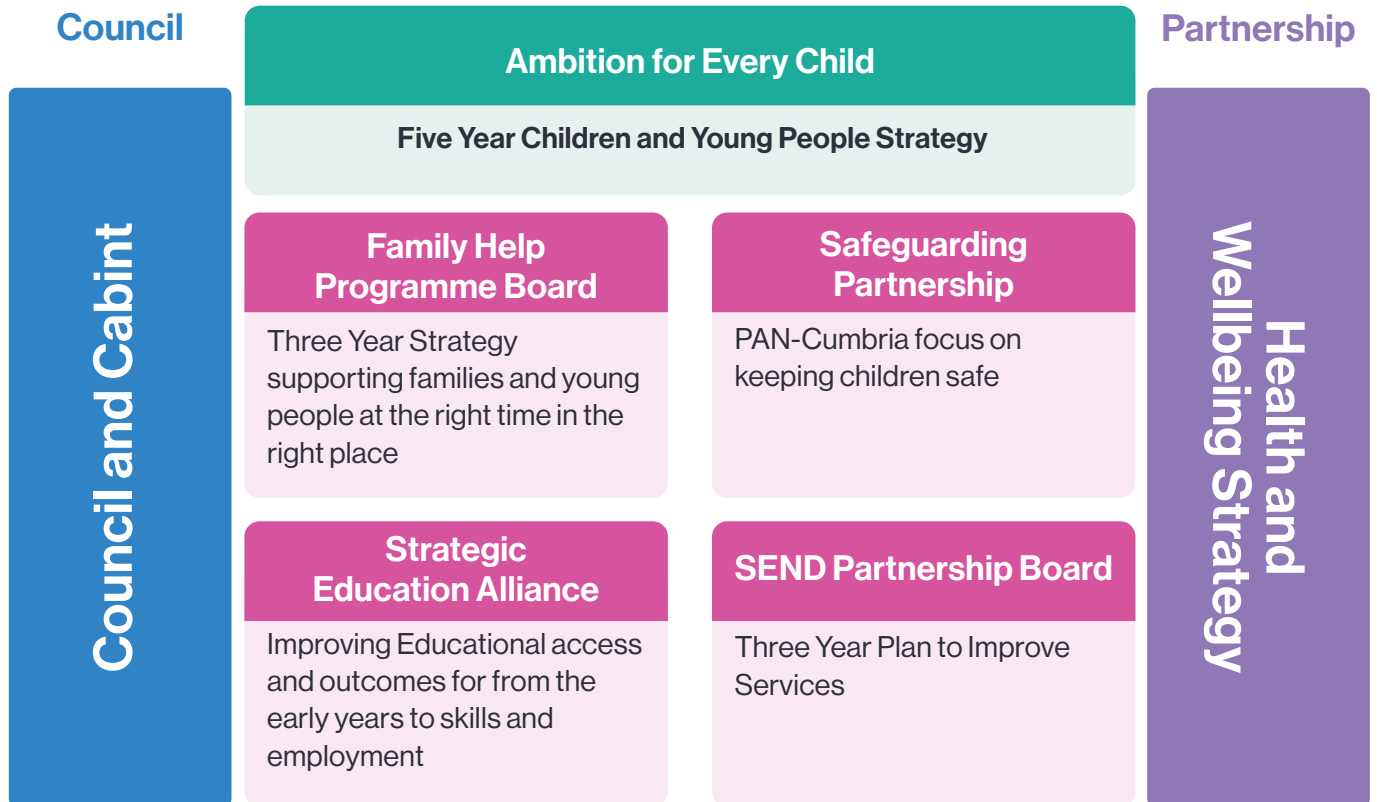 Council
Partnership
Ambition for Every Child
Five Year Children and Young People Strategy
Council and Cabint
Family Help
Programme Board
Three Year Strategy
supporting families and young
people at the right time in the
right place
Safeguarding
Partnership
PAN-Cumbria focus on
keeping children safe
Strategic
Education Alliance
Improving Educational access
and outcomes for from the
early years to skills and
employment
SEND Partnership Board
Three Year Plan to Improve
Services
Health and
Wellbeing Strategy